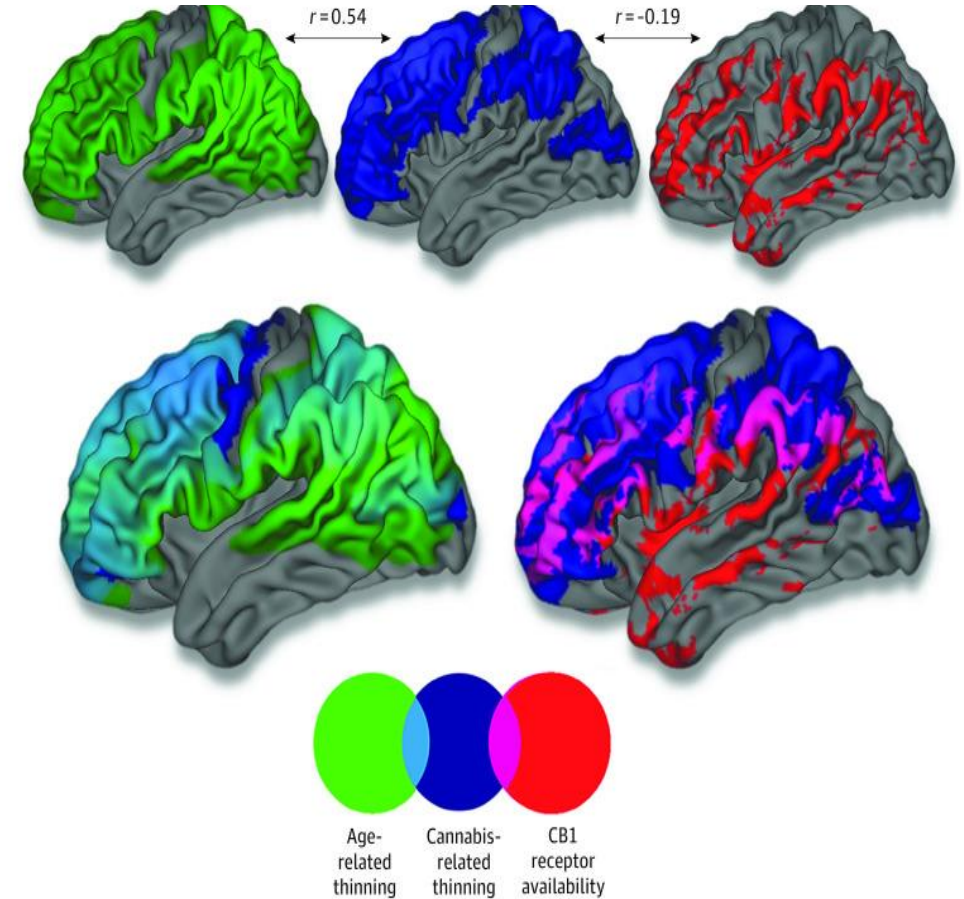 r = 0.54
r = -0.19
Age-
related
thinning
Cannabis-
related
thinning
CB1
receptor
availability